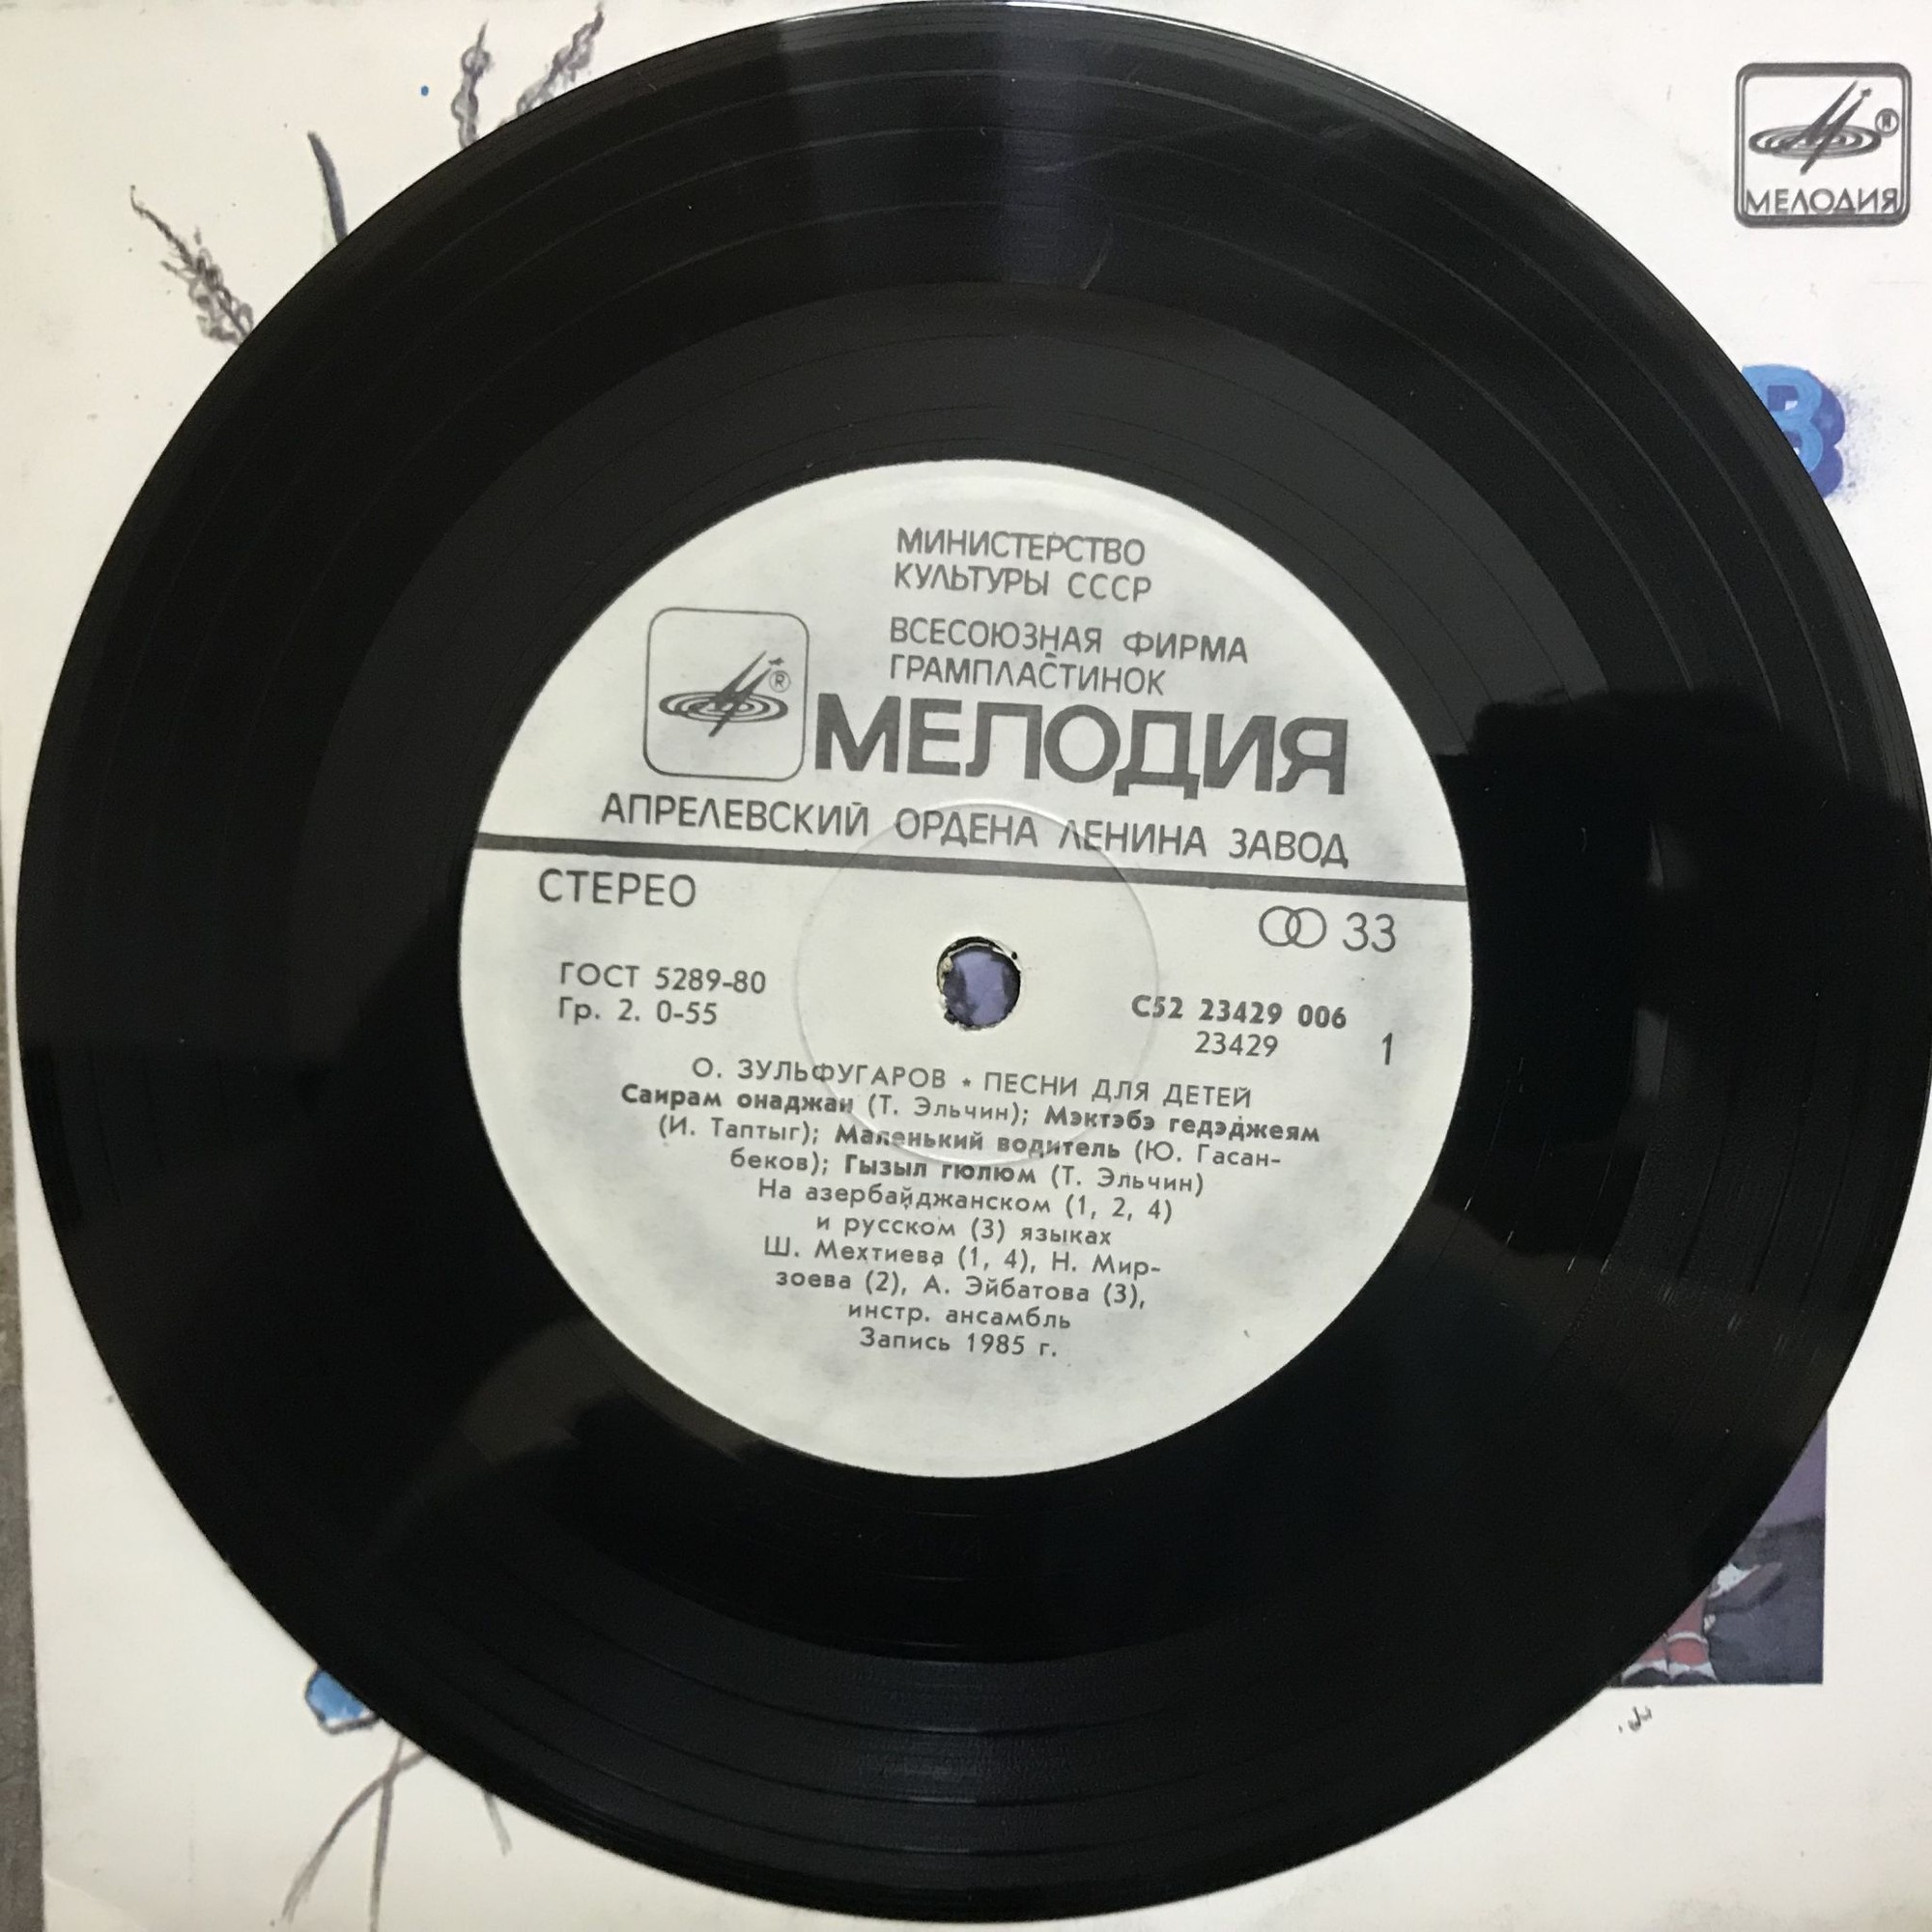 МЕЛОДИЯ
В
МИНИСТЕРСТВО
КУЛЬТУРЫ СССР
ВСЕСОЮЗНАЯ ФИРМА
ГРАМПЛАСТИНОК
МЕЛОДИЯ
АПРЕЛЕВСКИЙ ОРДЕНА ЛЕНИНА ЗАВОД
СТЕРЕО
33
ГОСТ 5289-80
Гр. 2. 0-55
С52 23429 006
23429
1
О. ЗУЛЬФУГАРОВ * ПЕСНИ ДЛЯ ДЕТЕЙ
Саирам онаджан (Т. Эльчин); Мэктэбэ гедэджеям
(И. Таптыг); Маленький водитель (Ю. Гасан-
беков); Гызыл гюлюм (Т. Эльчин)
На азербайджанском (1, 2, 4)
и русском (3) языках
Ш. Мехтиева (1, 4), Н. Мир-
зоева (2), А. Эйбатова (3),
инстр. ансамбль
Запись 1985 г.